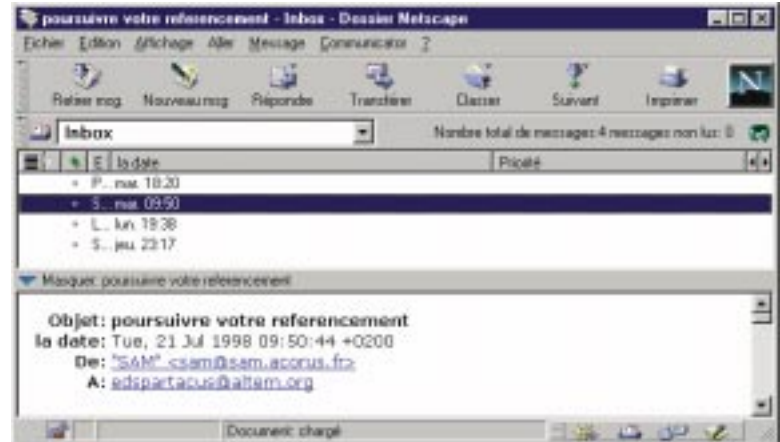 poursuivre votre referencement - Inbox - Dossier Netscape
Fichier Edition Affichage Aller Message Communicator ?
Retirer msg Nouveau msg Répondre Transférer Classer Suivant Imprimer N
Inbox Nombre total de messages: 4 messages non lus: 0
E la date Priorité
P... mar. 18:20
S... mar. 09:50
L... lun. 19:38
S... jeu. 23:17
Masquer: poursuivre votre referencement
Objet: poursuivre votre referencement
la date: Tue, 21 Jul 1998 09:50:44 +0200
De: "SAM" <sam@sam.acorus.fr>
A: edspartacus@altern.org
Document: chargé